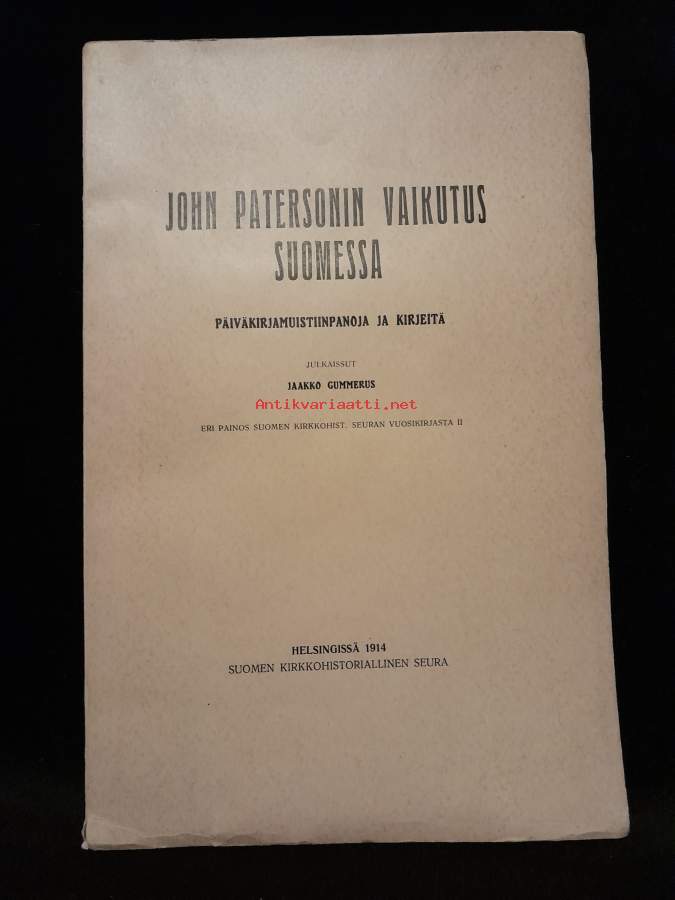 JOHN PATERSONIN VAIKUTUS
SUOMESSA
PÄIVÄKIRJAMUISTIINPANOJA JA KIRJEITÄ
JULKAISSUT
JAAKKO GUMMERUS
Antikvariaatti.net
ERI PAINOS SUOMEN KIRKKOHIST. SEURAN VUOSIKIRJASTA II
HELSINGISSÄ 1914
SUOMEN KIRKKOHISTORIALLINEN SEURA